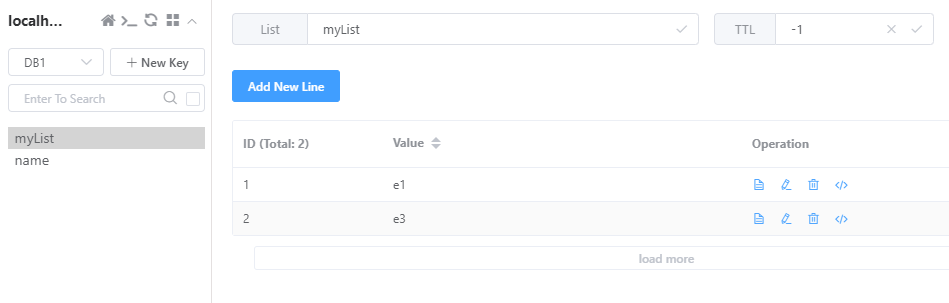 localh...
DB1
+ New Key
Enter To Search
myList
name
List myList
TTL -1
Add New Line
ID (Total: 2) Value Operation
1 e1
2 e3
load more